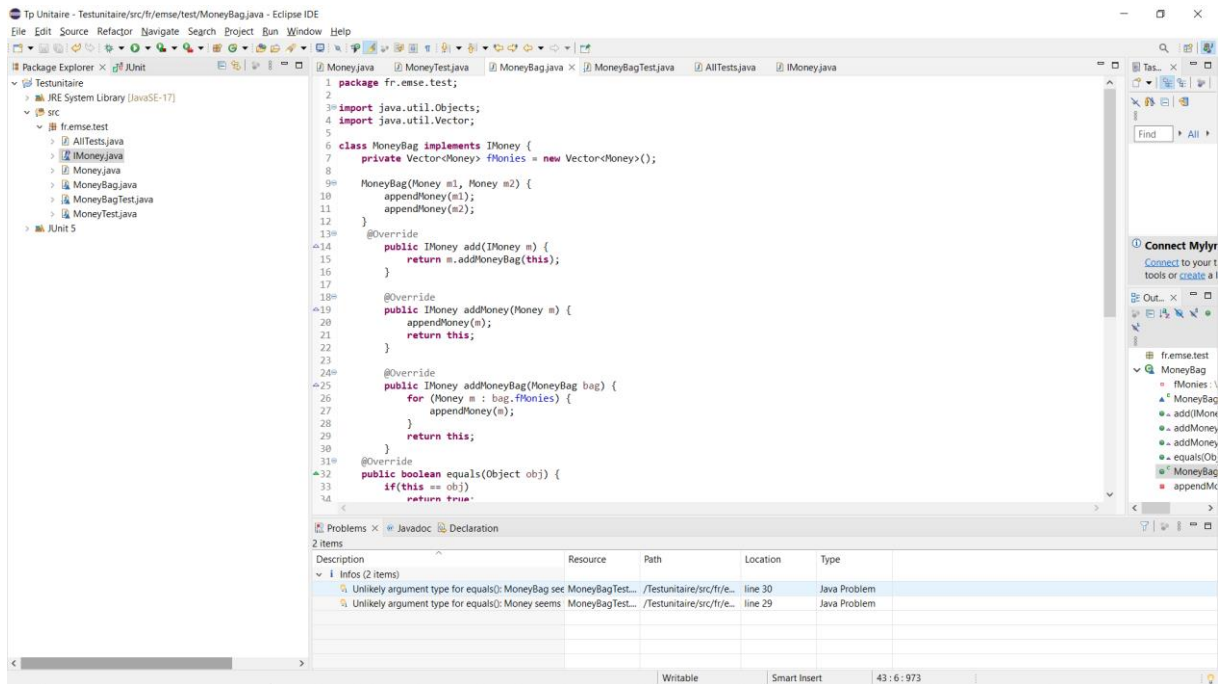 Tp Unitaire - Testunitaire/src/fr/emse/test/MoneyBag.java - Eclipse IDE
File Edit Source Refactor Navigate Search Project Run Window Help
Package Explorer
JUnit
Testunitaire
JRE System Library [JavaSE-17]
src
fr.emse.test
AllTests.java
IMoney.java
Money.java
MoneyBag.java
MoneyBagTest.java
MoneyTest.java
JUnit 5
Money.java
MoneyTest.java
MoneyBag.java
MoneyBagTest.java
AllTests.java
IMoney.java
1 package fr.emse.test;
2
3 import java.util.Objects;
4 import java.util.Vector;
5
6 class MoneyBag implements IMoney {
7 private Vector<Money> fMonies = new Vector<Money>();
8
9 MoneyBag(Money m1, Money m2) {
10 appendMoney(m1);
11 appendMoney(m2);
12 }
13 @Override
14 public IMoney add(IMoney m) {
15 return m.addMoneyBag(this);
16 }
17
18 @Override
19 public IMoney addMoney(Money m) {
20 appendMoney(m);
21 return this;
22 }
23
24 @Override
25 public IMoney addMoneyBag(MoneyBag bag) {
26 for (Money m : bag.fMonies) {
27 appendMoney(m);
28 }
29 return this;
30 }
31 @Override
32 public boolean equals(Object obj) {
33 if(this == obj)
34 return true;
Tas...
Find
All
Connect Mylyn
Connect to your t
tools or create a l
Out...
fr.emse.test
MoneyBag
fMonies :
MoneyBag
add(IMone
addMoney
addMoney
equals(Obj
MoneyBag
appendMo
Problems
Javadoc
Declaration
2 items
Description Resource Path Location Type
Infos (2 items)
Unlikely argument type for equals(): MoneyBag see MoneyBagTest.... /Testunitaire/src/fr/e... line 30 Java Problem
Unlikely argument type for equals(): Money seems MoneyBagTest.... /Testunitaire/src/fr/e... line 29 Java Problem
Writable Smart Insert 43 : 6 : 973